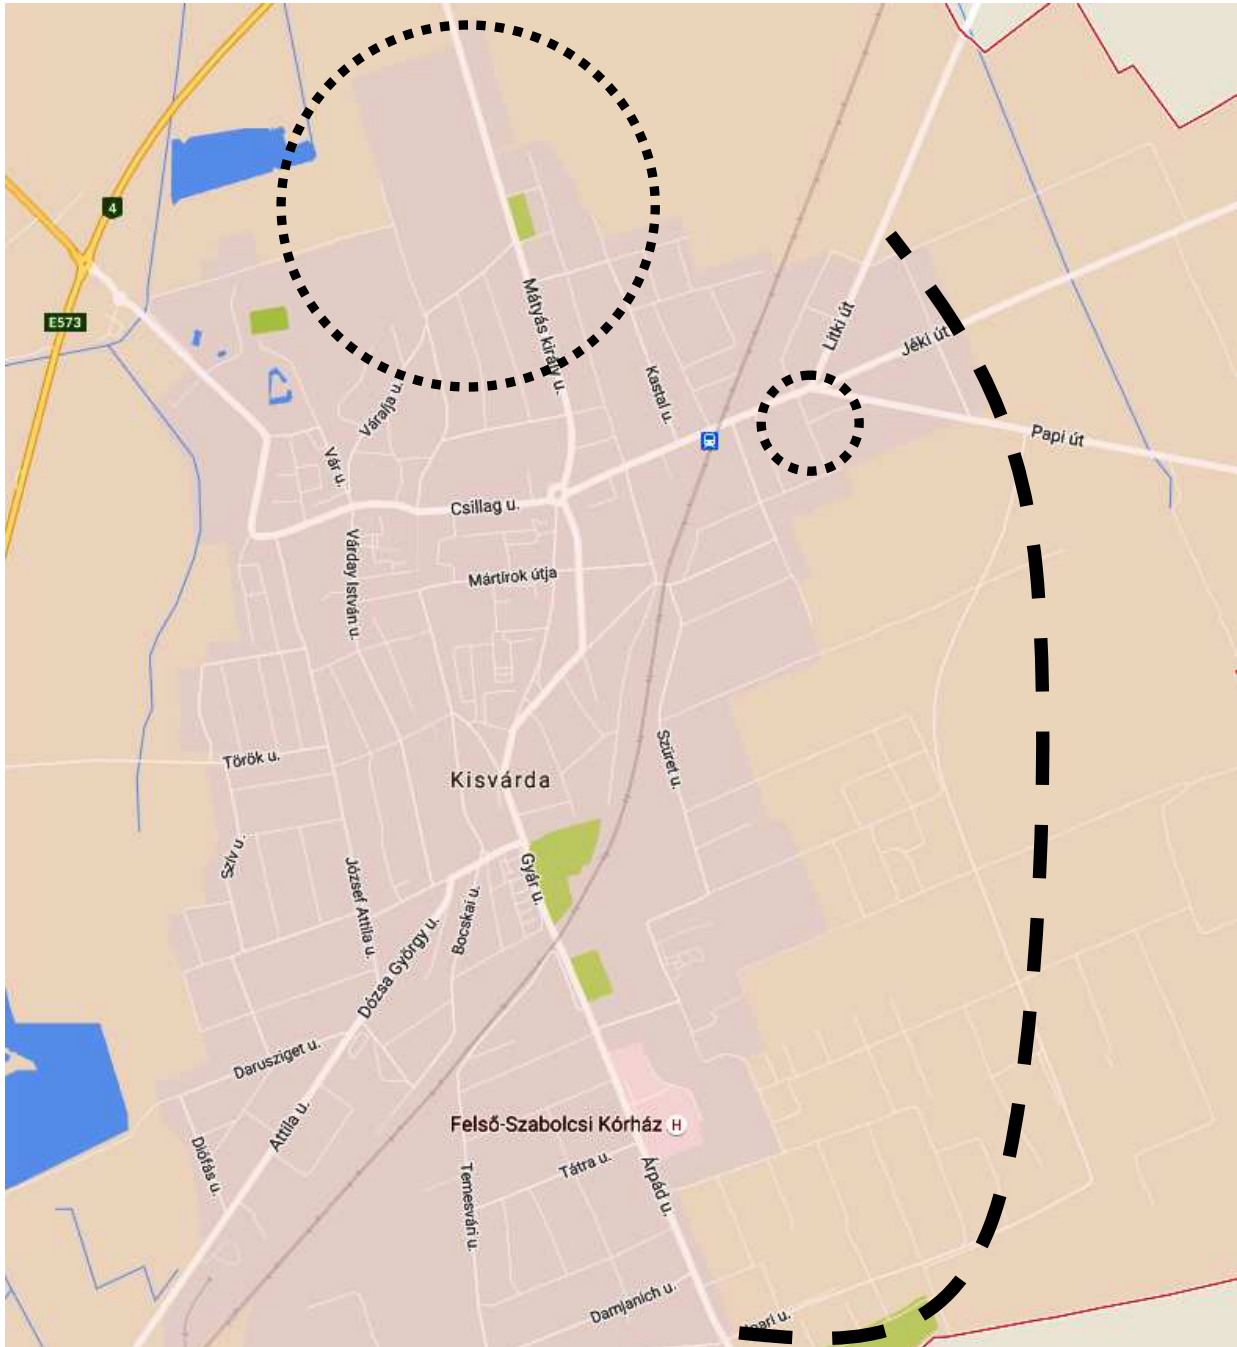 4
E573
Mátyás király u.
Litki út
Jéki út
Kastal u.
Váralja u.
Papi út
Vár u.
Csillag u.
Várday István u.
Mártírok útja
Török u.
Szüret u.
Kisvárda
Szív u.
József Attila u.
Gyár u.
Bocskai u.
Dózsa György u.
Darusziget u.
Attila u.
Felső-Szabolcsi Kórház H
Diófás u.
Temesvári u.
Tátra u.
Árpád u.
Damjanich u.